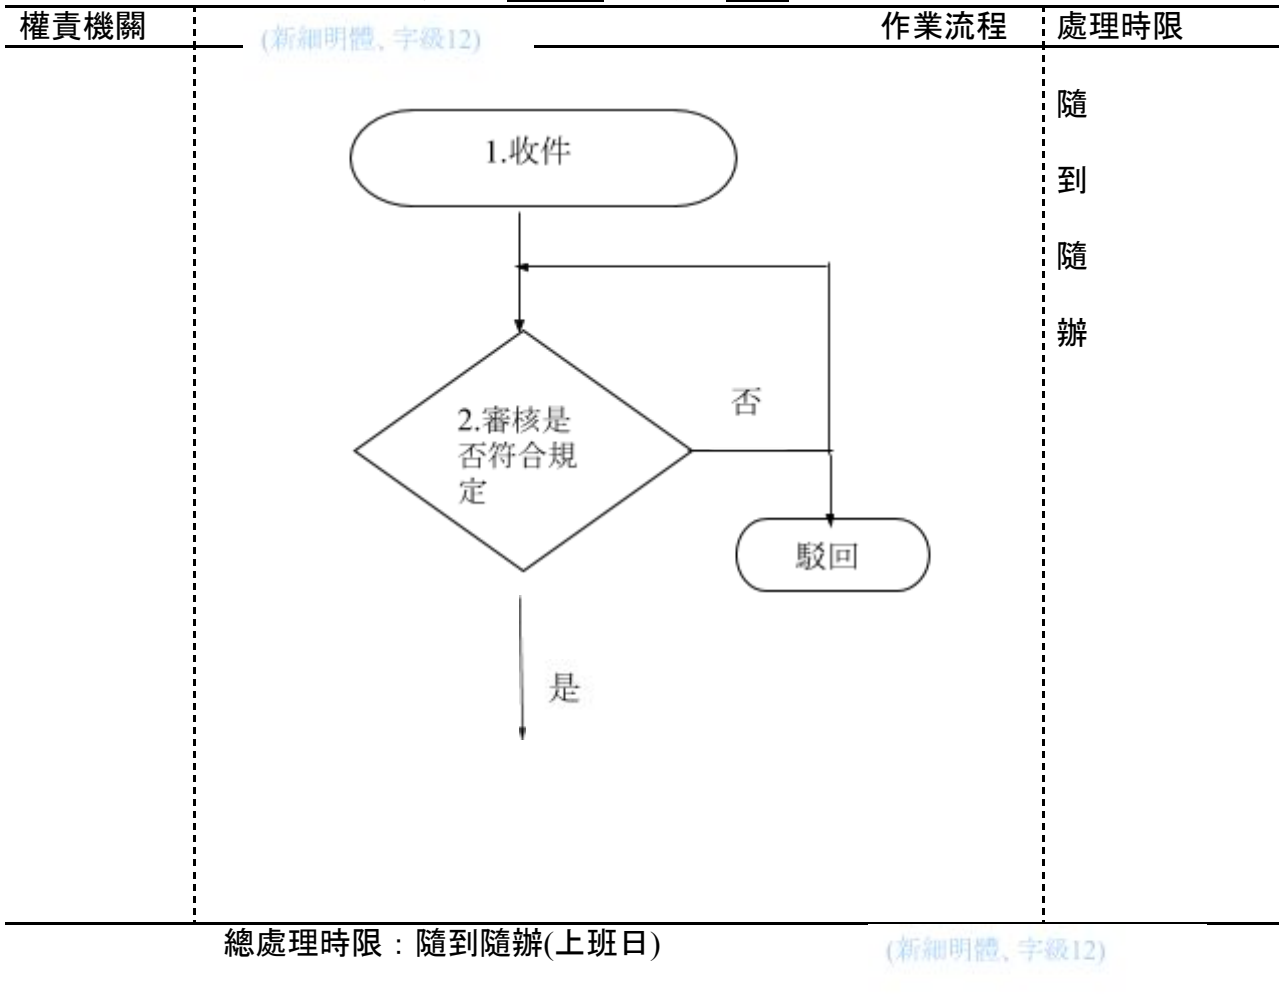 權責機關
(新細明體、字級12)
作業流程
處理時限
隨
到
隨
辦
1.收件
否
2.審核是
否符合規
定
駁回
是
總處理時限：隨到隨辦(上班日)
(新細明體、字級12)